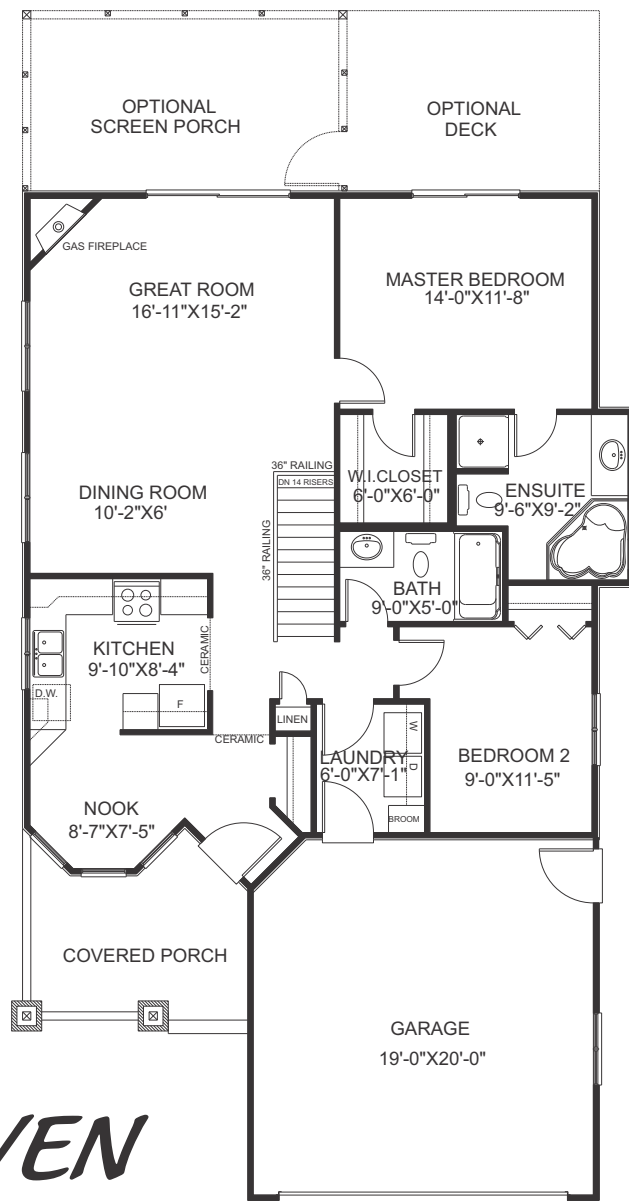 OPTIONAL
SCREEN PORCH
OPTIONAL
DECK
GAS FIREPLACE
GREAT ROOM
16'-11"X15'-2"
MASTER BEDROOM
14'-0"X11'-8"
36" RAILING
DN 14 RISERS
36" RAILING
W.I.CLOSET
6'-0"X6'-0"
ENSUITE
9'-6"X9'-2"
DINING ROOM
10'-2"X6'
BATH
9'-0"X5'-0"
KITCHEN
9'-10"X8'-4"
CERAMIC
D.W.
F
CERAMIC
LINEN
LAUNDRY
6'-0"X7'-1"
W
D
BROOM
BEDROOM 2
9'-0"X11'-5"
NOOK
8'-7"X7'-5"
COVERED PORCH
GARAGE
19'-0"X20'-0"
VEN